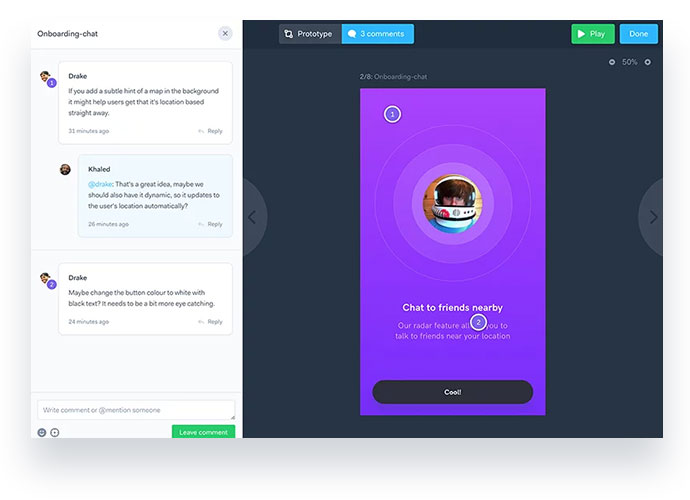 Onboarding-chat
Drake
1
If you add a subtle hint of a map in the background
it might help users get that it's location based
straight away.
31 minutes ago
Reply
Khaled
@drake: That's a great idea, maybe we
should also have it dynamic, so it updates to
the user's location automatically?
26 minutes ago
Reply
Drake
2
Maybe change the button colour to white with
black text? It needs to be a bit more eye catching.
24 minutes ago
Reply
Write comment or @mention someone
Leave comment
Prototype
3 comments
Play
Done
50%
2/8: Onboarding-chat
1
Chat to friends nearby
2
Our radar feature all you to
talk to friends near your location
Cool!